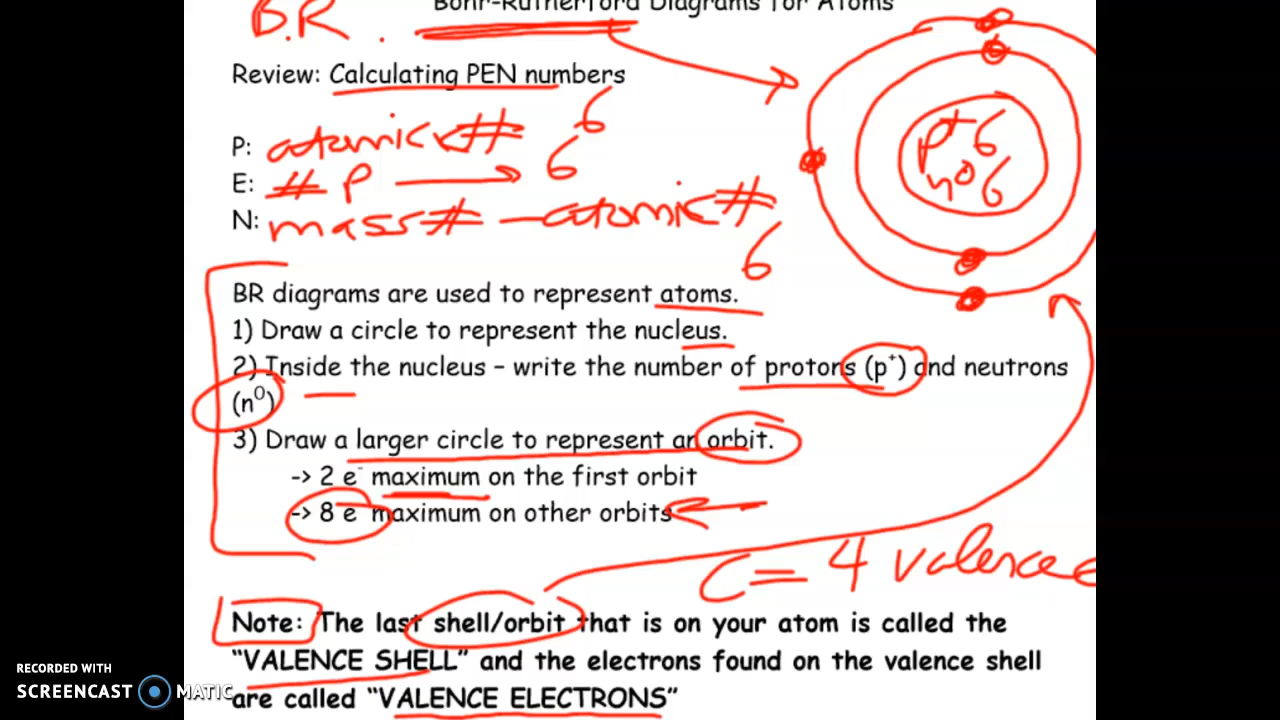 Bohr-Rutherford Diagrams for Atoms
B.R.
Review: Calculating PEN numbers
P: atomic # 6
E: # p 6
N: mass # - atomic #
6
p+ 6
n° 6
BR diagrams are used to represent atoms.
1) Draw a circle to represent the nucleus.
2) Inside the nucleus – write the number of protons (p⁺) and neutrons
(n⁰)
3) Draw a larger circle to represent an orbit.
-> 2 e⁻ maximum on the first orbit
-> 8 e⁻ maximum on other orbits
C = 4 valence e
Note: The last shell/orbit that is on your atom is called the
“VALENCE SHELL” and the electrons found on the valence shell
are called “VALENCE ELECTRONS”
RECORDED WITH
SCREENCAST MATIC